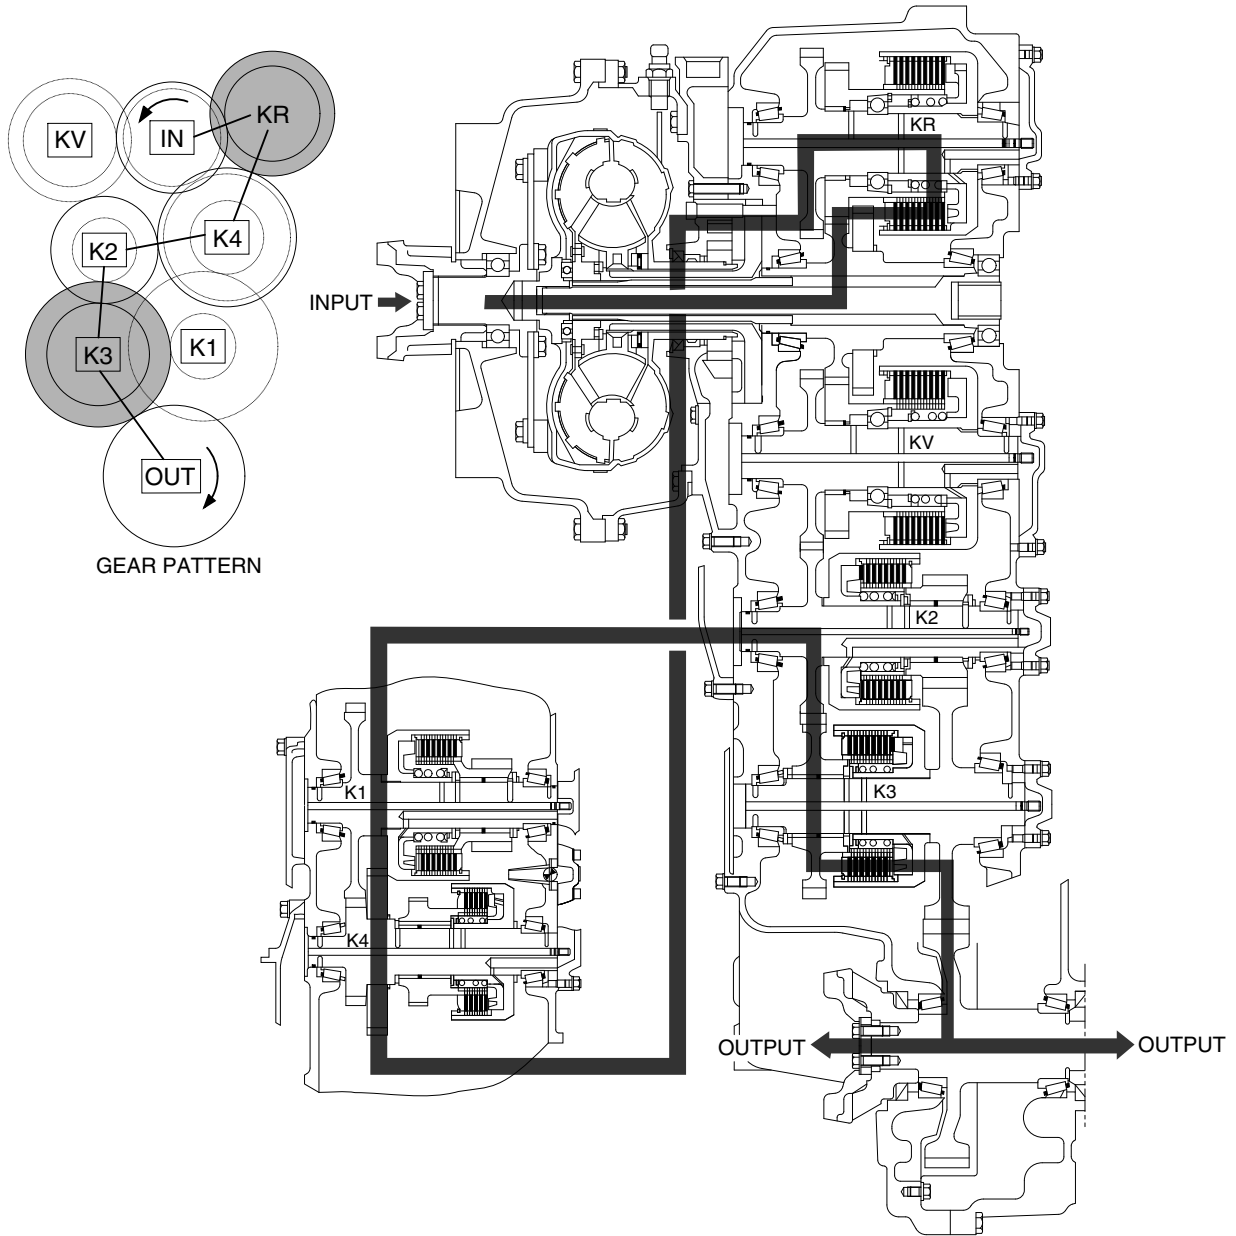 KV
IN
KR
K2
K4
K3
K1
OUT
GEAR PATTERN
INPUT
KR
KV
K2
K3
K1
K4
OUTPUT
OUTPUT